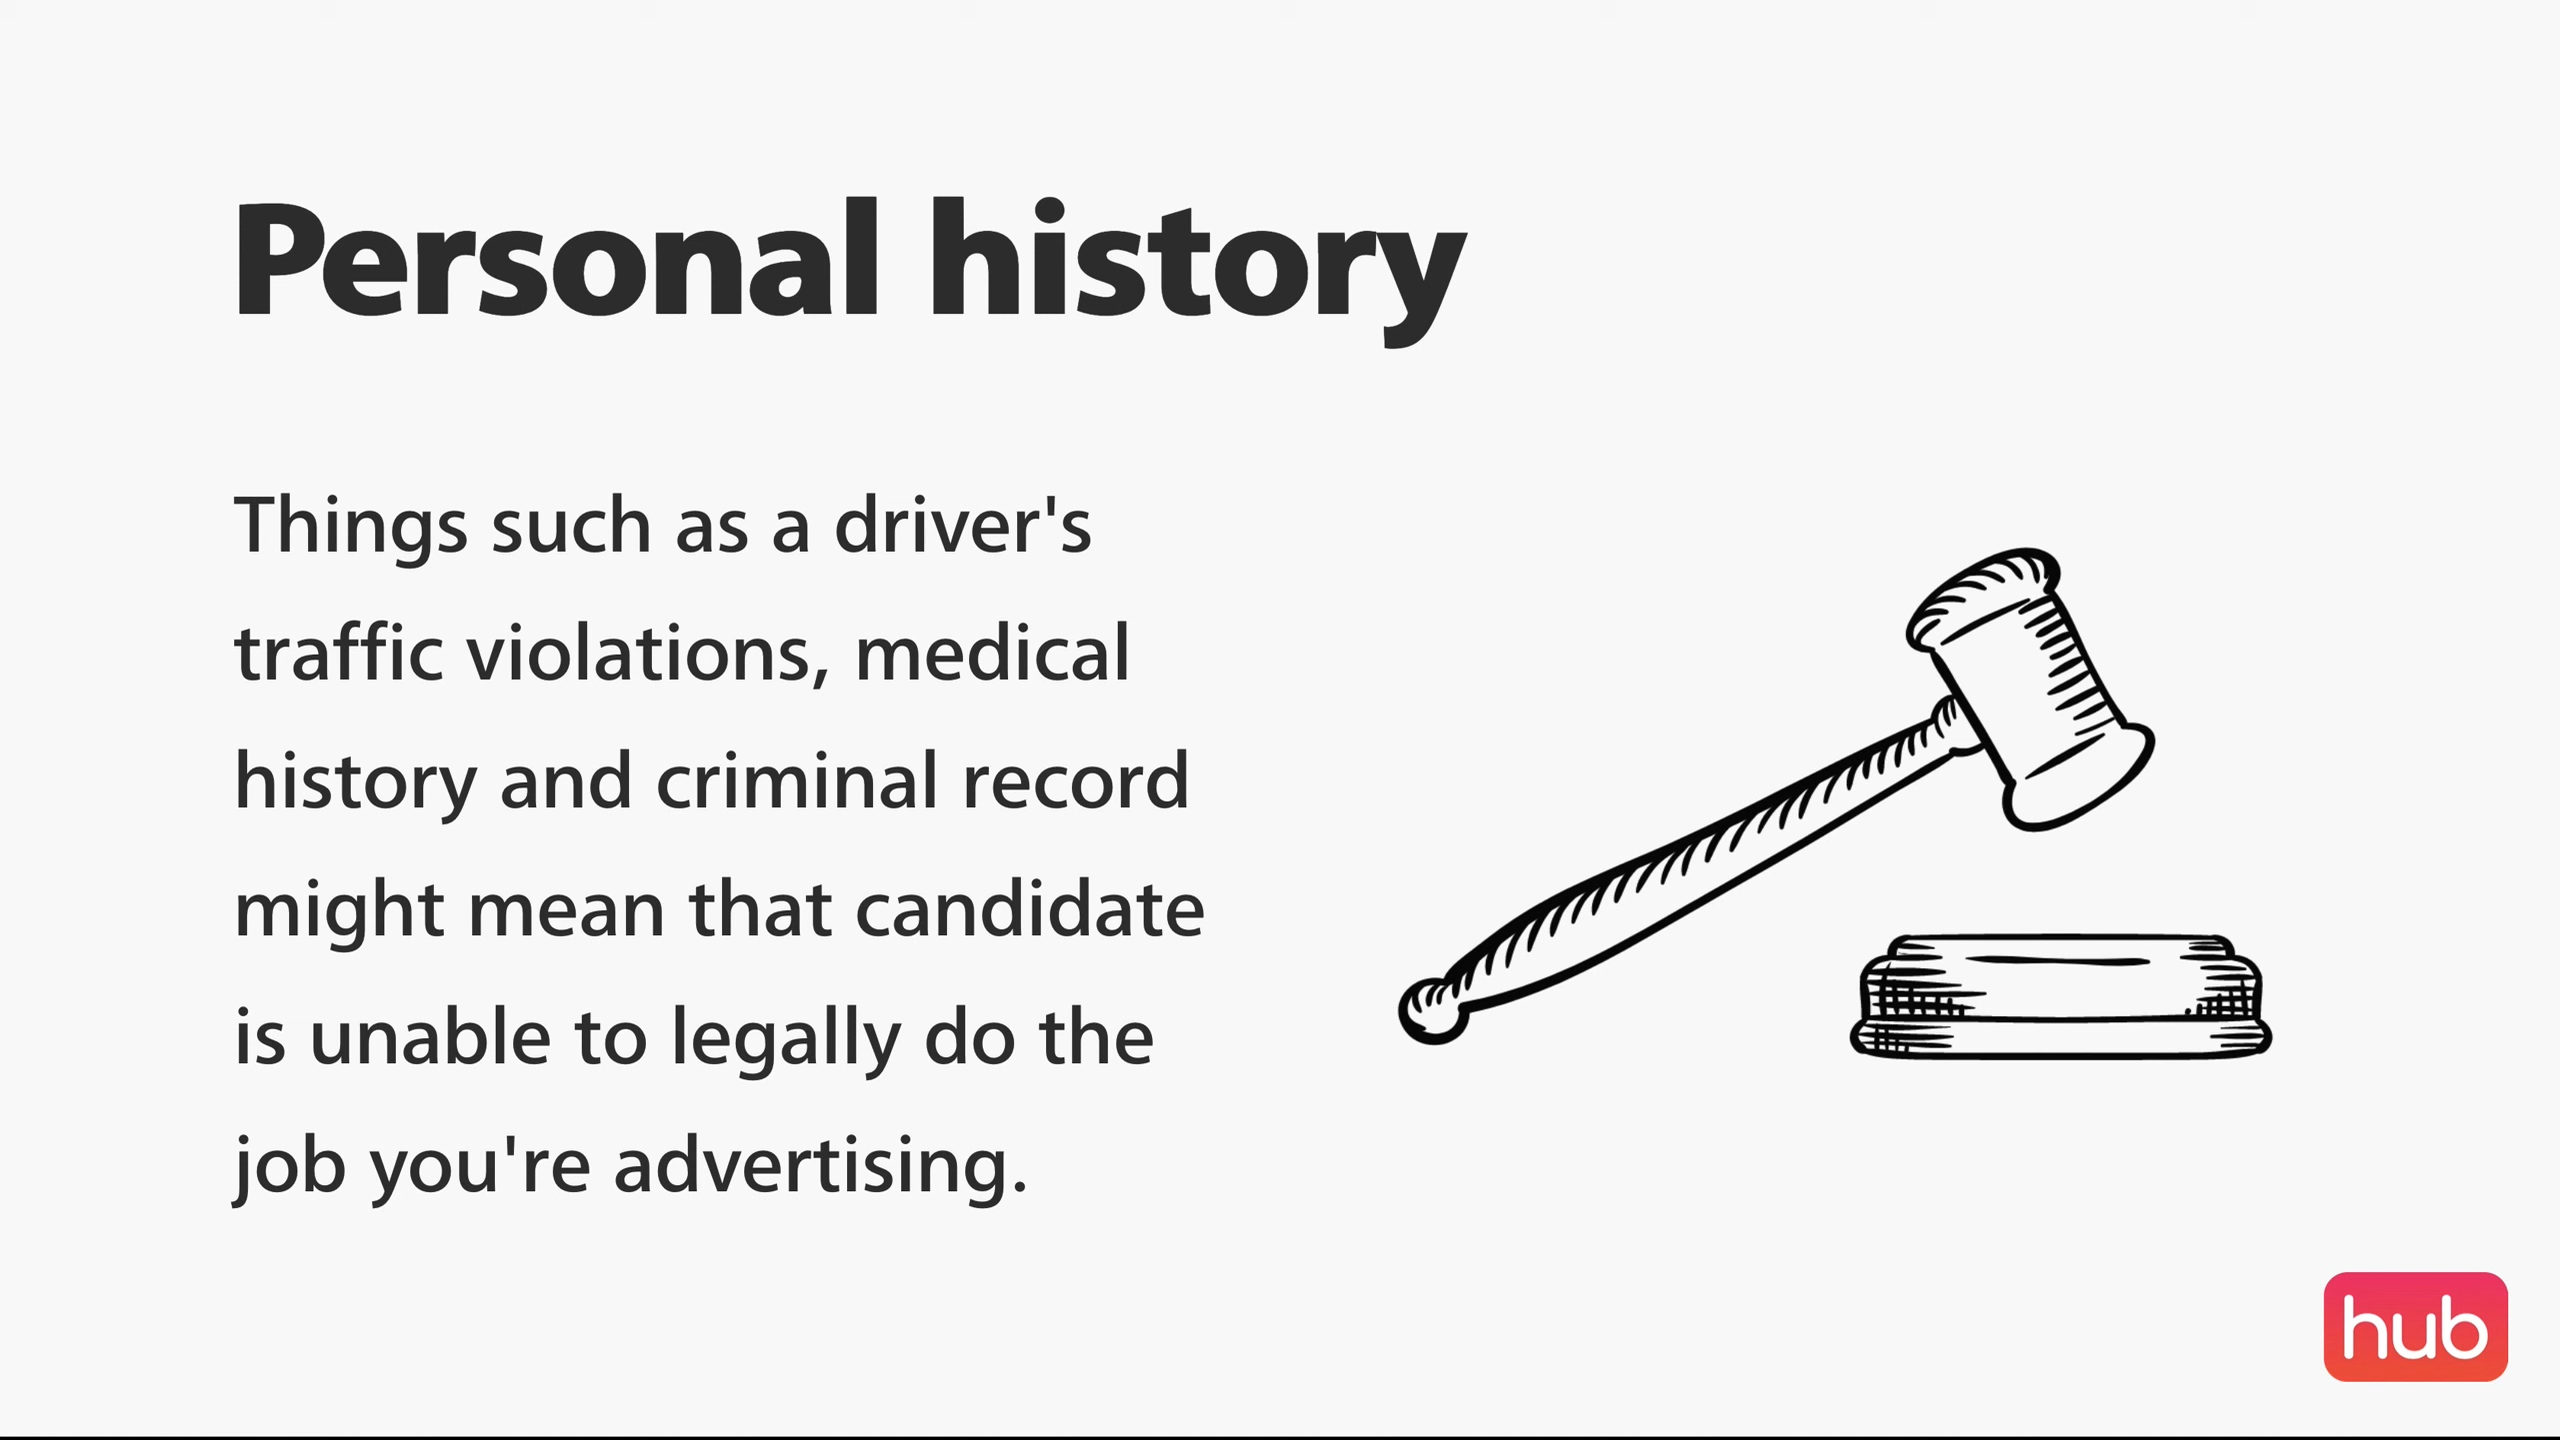 Personal history
Things such as a driver's
traffic violations, medical
history and criminal record
might mean that candidate
is unable to legally do the
job you're advertising.
hub